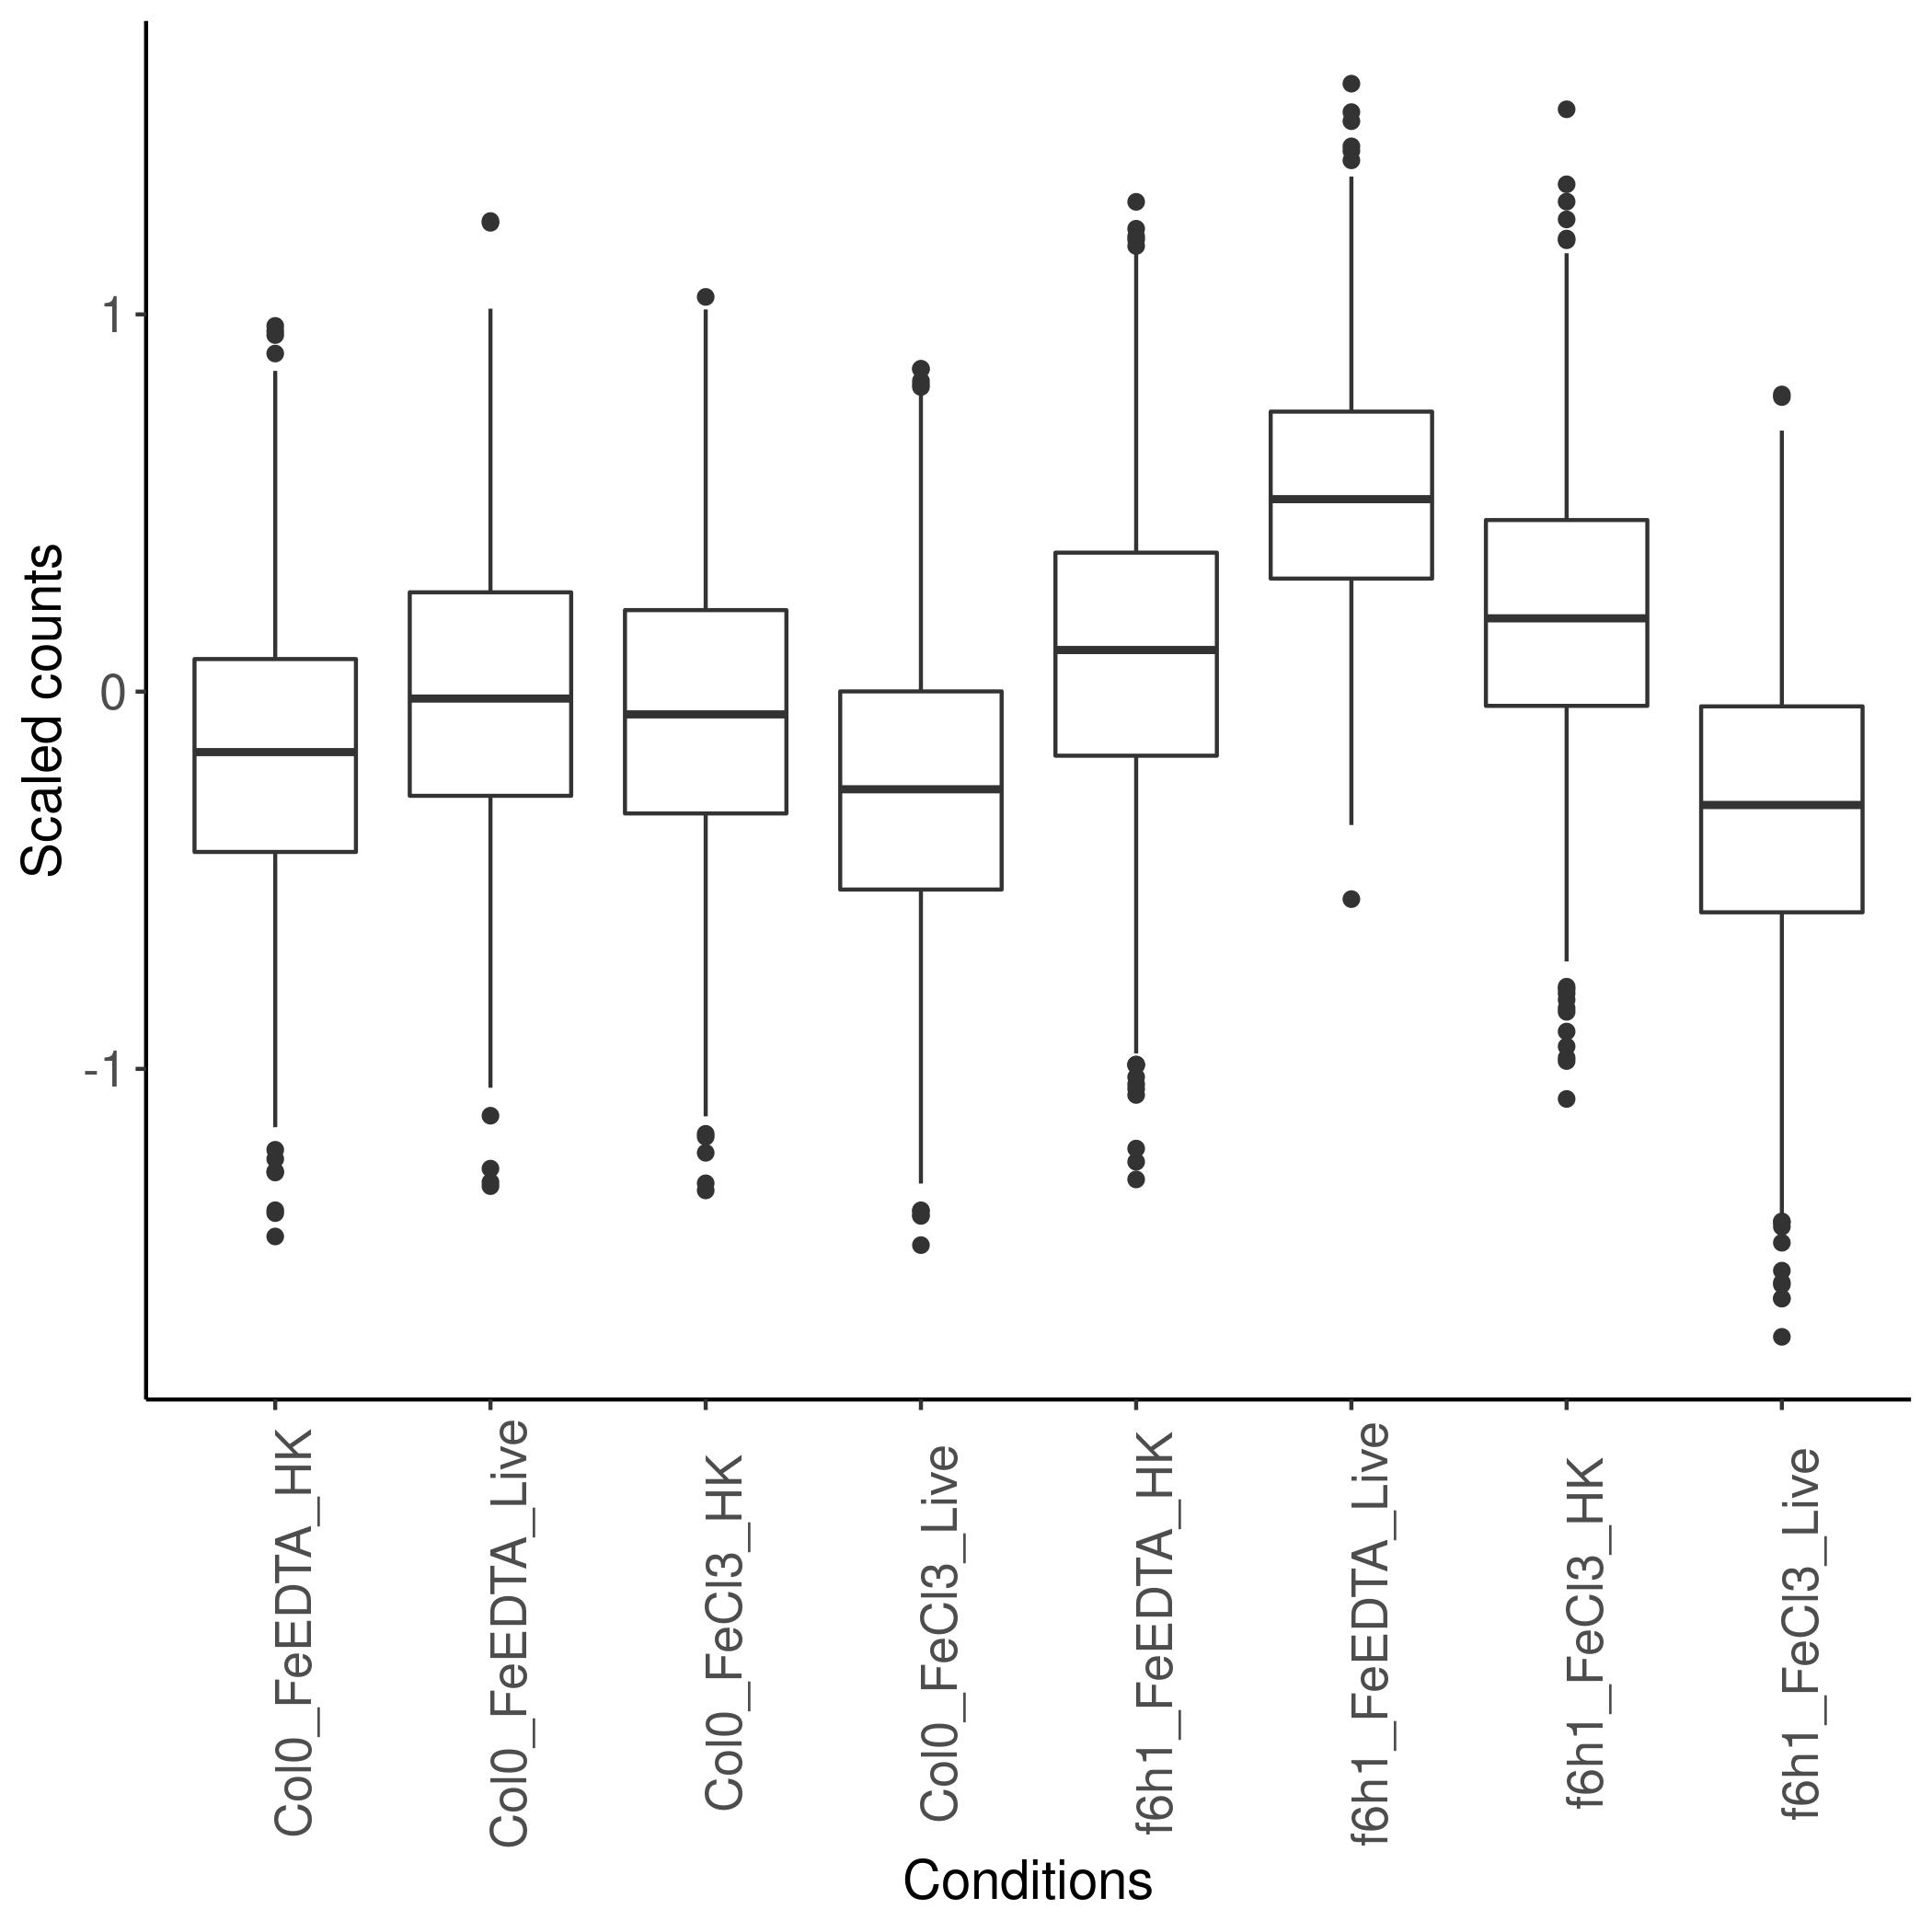 Scaled counts
1
0
-1
Col0_FeEDTA_HK
Col0_FeEDTA_Live
Col0_FeCl3_HK
Col0_FeCl3_Live
f6h1_FeEDTA_HK
f6h1_FeEDTA_Live
f6h1_FeCl3_HK
f6h1_FeCl3_Live
Conditions